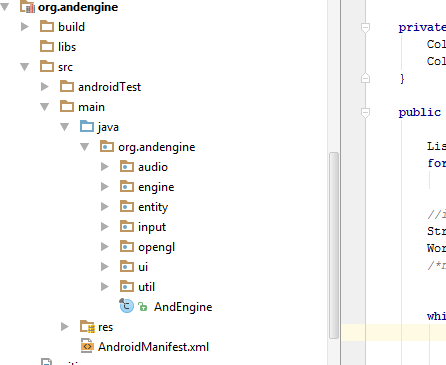 org.andengine
build
libs
src
androidTest
main
java
org.andengine
audio
engine
entity
input
opengl
ui
util
AndEngine
res
AndroidManifest.xml
private
Col
Col
}
public
Lis
for
//i
Str
Wor
/*r
whi